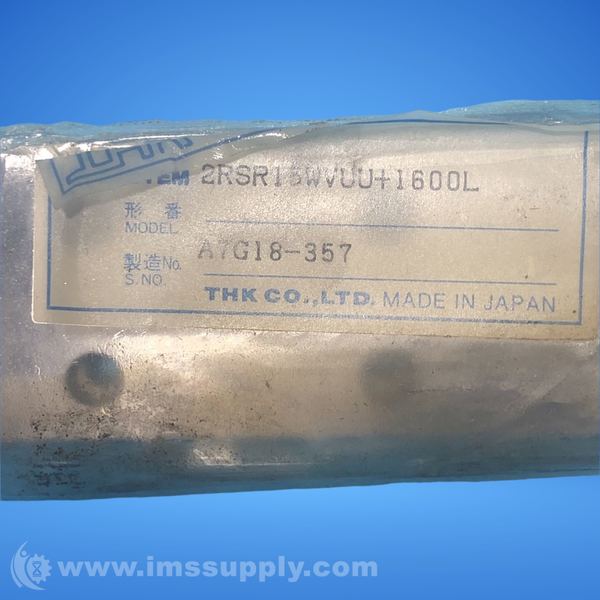 2RSR15WVUU+1600L
形番
MODEL
製造No. A7G18-357
S.NO.
THK CO.,LTD. MADE IN JAPAN
www.imssupply.com